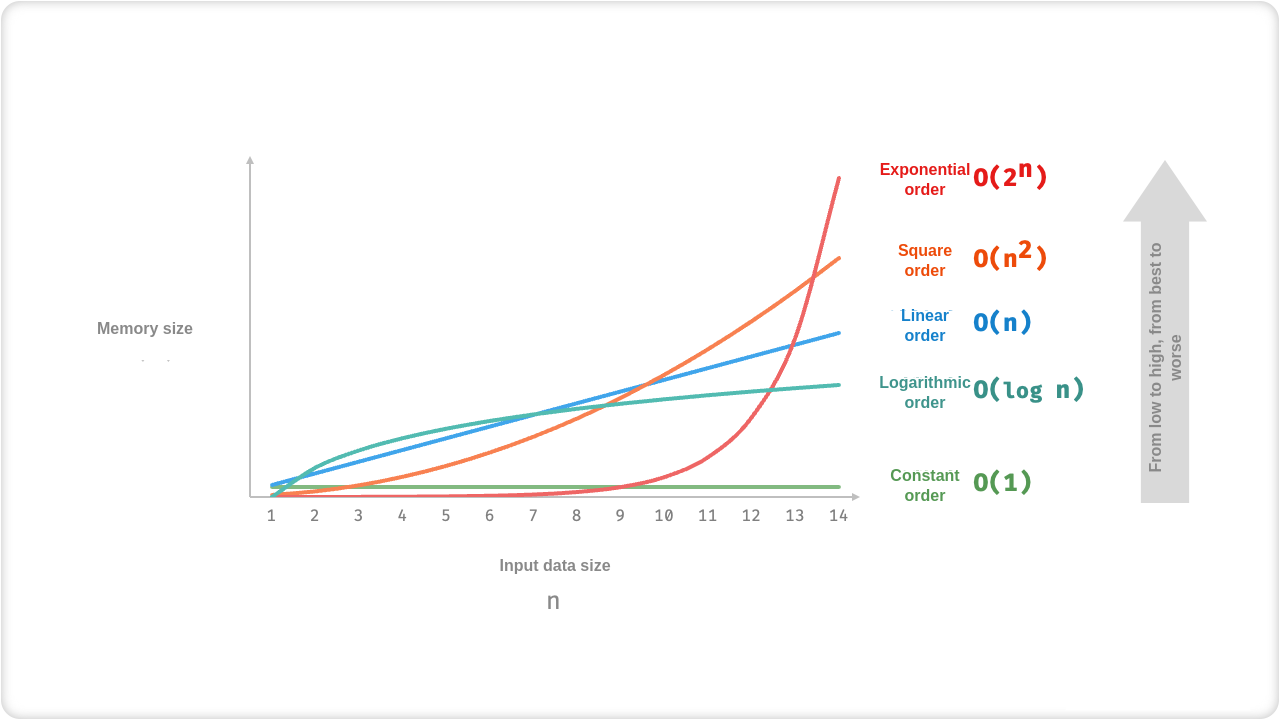 Exponential
order
O(2^n)
Square
order
O(n^2)
Linear
order
O(n)
Memory size
Logarithmic
order
O(log n)
Constant
order
O(1)
From low to high, from best to
worse
1 2 3 4 5 6 7 8 9 10 11 12 13 14
Input data size
n